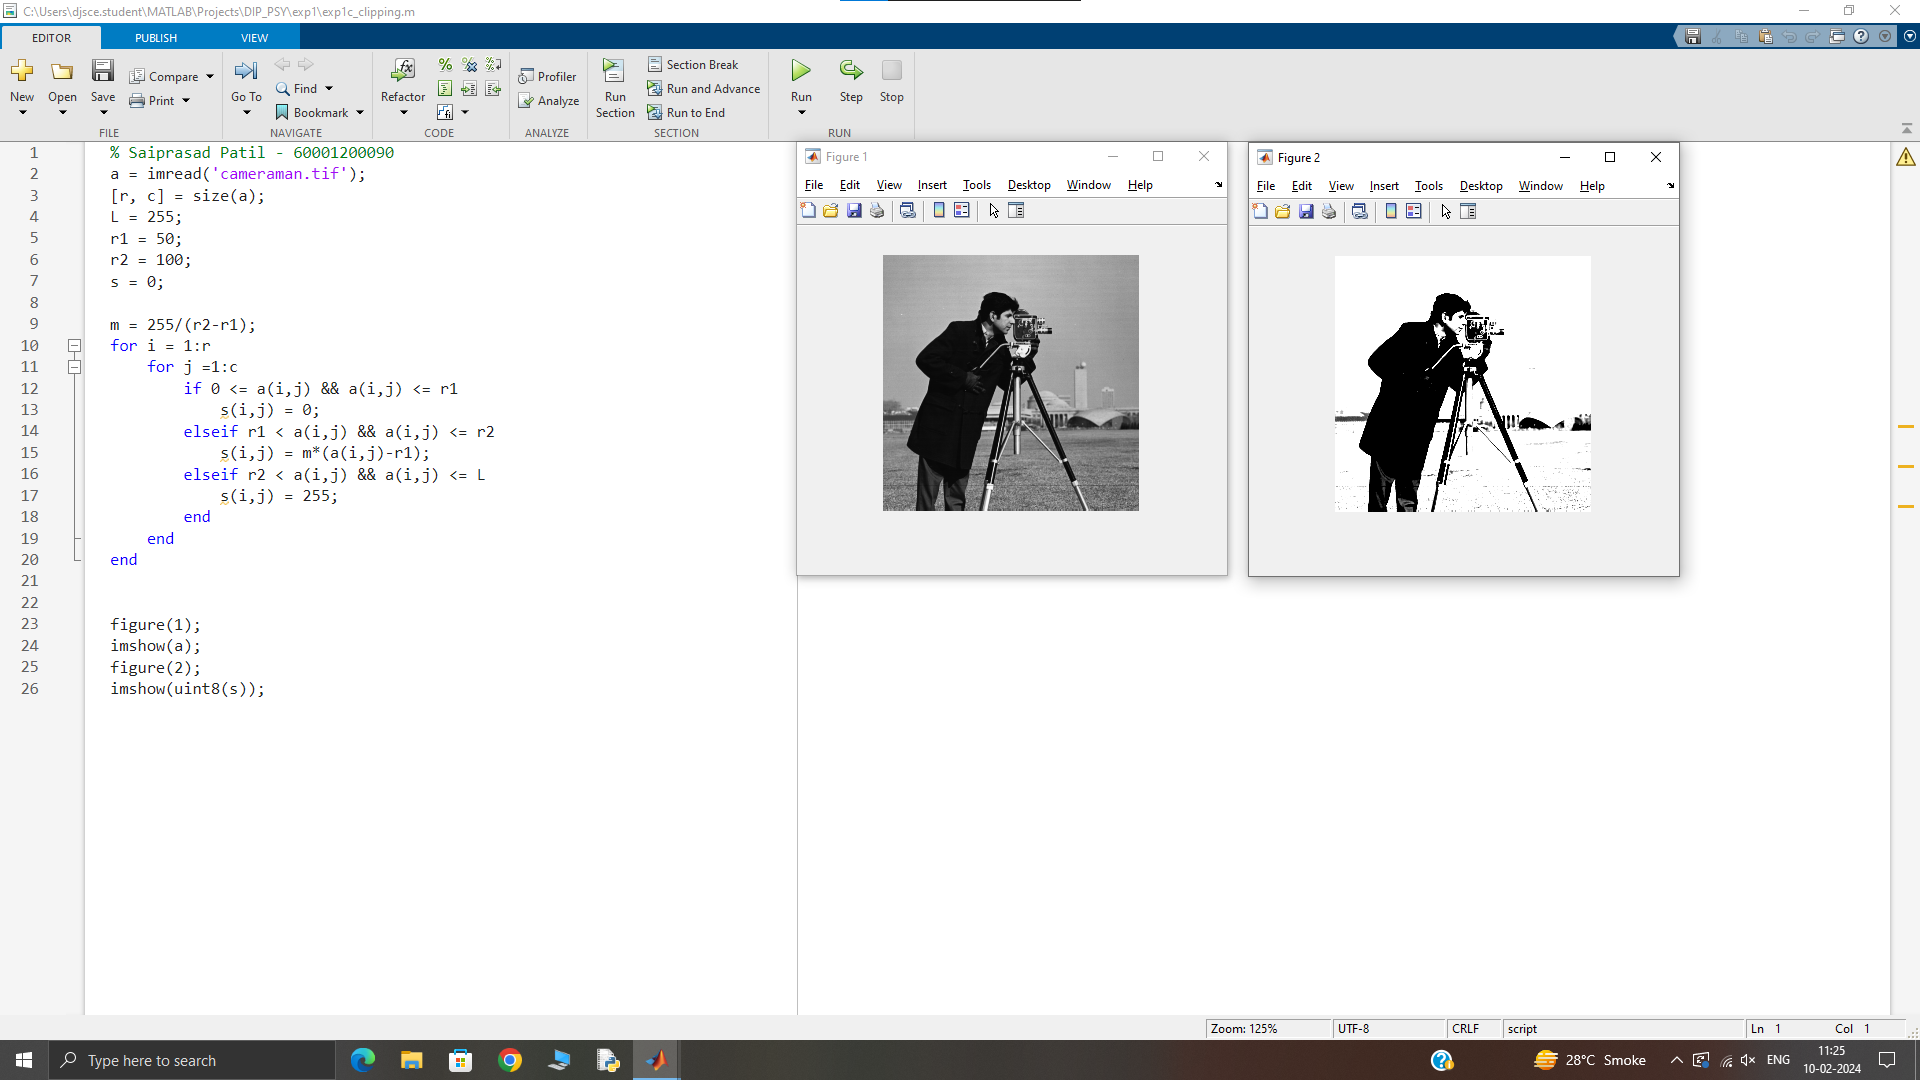 C:\Users\djsce.student\MATLAB\Projects\DIP_PSY\exp1\exp1c_clipping.m
EDITOR PUBLISH VIEW
New Open Save Compare Print
FILE
Go To Find Bookmark
NAVIGATE
Refactor
CODE
Profiler
Analyze
ANALYZE
Run Section
Section Break
Run and Advance
Run to End
SECTION
Run Step Stop
RUN
1 % Saiprasad Patil - 60001200090
2 a = imread('cameraman.tif');
3 [r, c] = size(a);
4 L = 255;
5 r1 = 50;
6 r2 = 100;
7 s = 0;
8
9 m = 255/(r2-r1);
10 for i = 1:r
11 for j =1:c
12 if 0 <= a(i,j) && a(i,j) <= r1
13 s(i,j) = 0;
14 elseif r1 < a(i,j) && a(i,j) <= r2
15 s(i,j) = m*(a(i,j)-r1);
16 elseif r2 < a(i,j) && a(i,j) <= L
17 s(i,j) = 255;
18 end
19 end
20 end
21
22
23 figure(1);
24 imshow(a);
25 figure(2);
26 imshow(uint8(s));
Figure 1
File Edit View Insert Tools Desktop Window Help
Figure 2
File Edit View Insert Tools Desktop Window Help
Zoom: 125% UTF-8 CRLF script Ln 1 Col 1
Type here to search
28°C Smoke ENG
11:25
10-02-2024